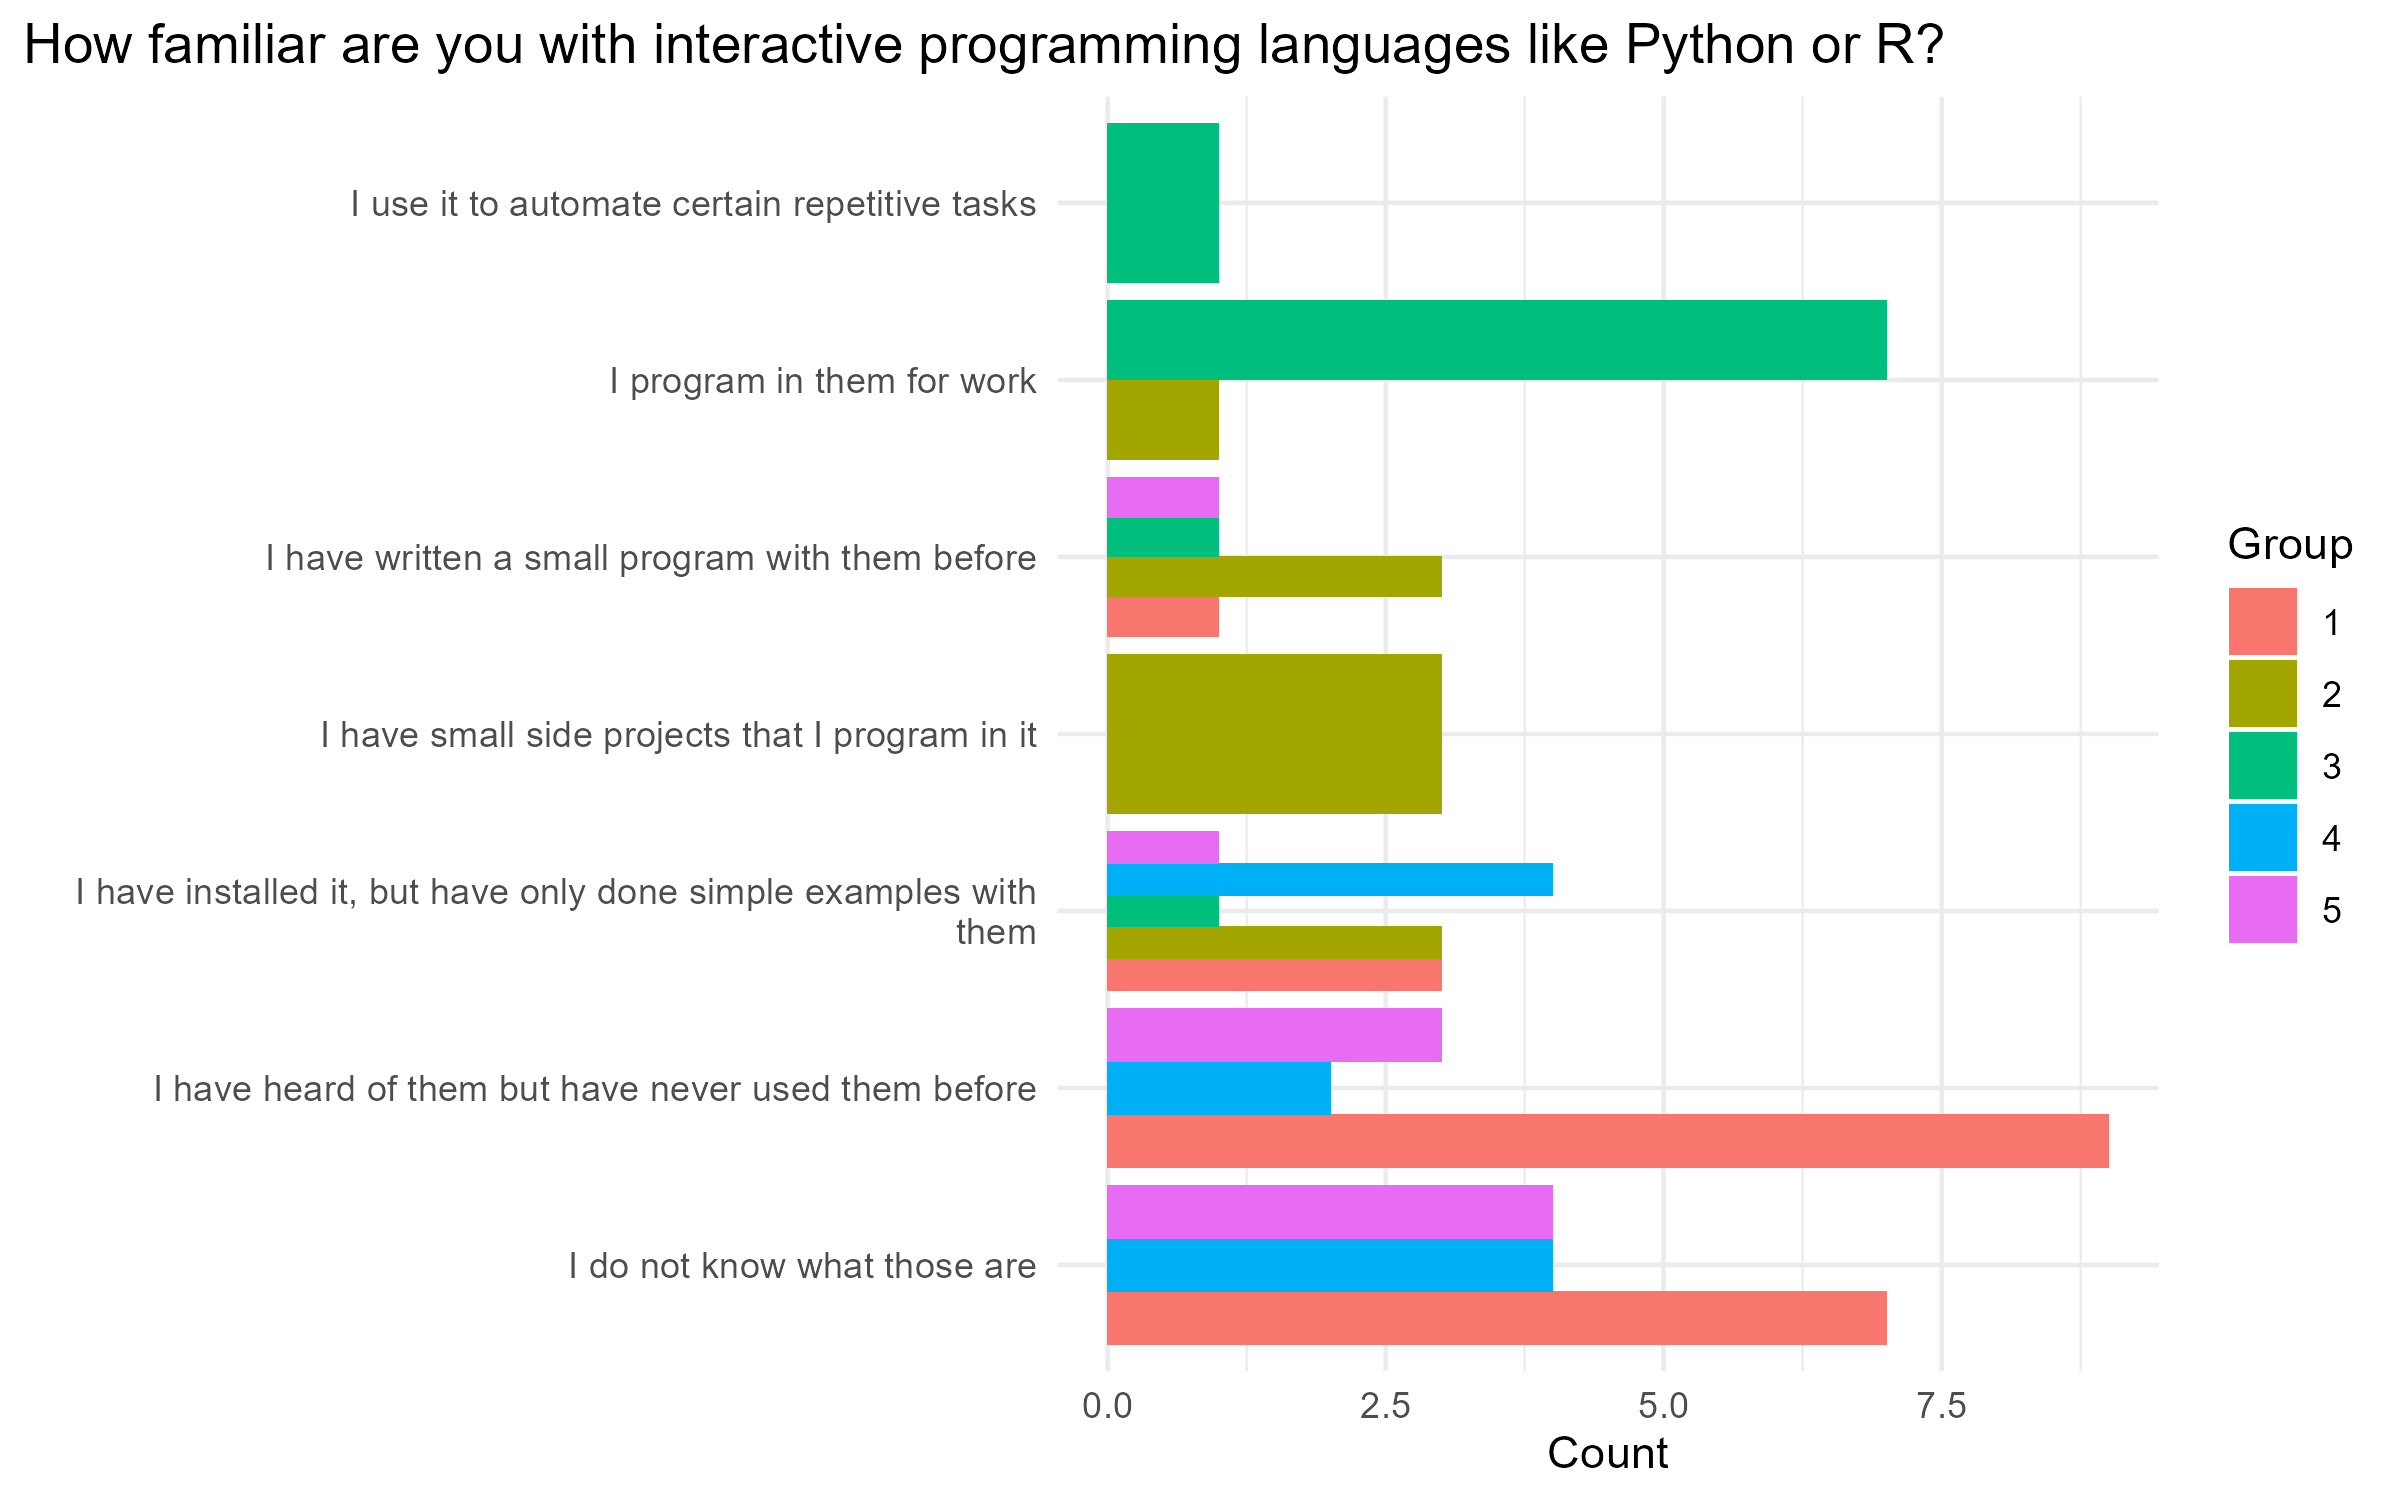 How familiar are you with interactive programming languages like Python or R?
I use it to automate certain repetitive tasks
I program in them for work
I have written a small program with them before
I have small side projects that I program in it
I have installed it, but have only done simple examples with
them
I have heard of them but have never used them before
I do not know what those are
0.0 2.5 5.0 7.5
Count
Group
1
2
3
4
5